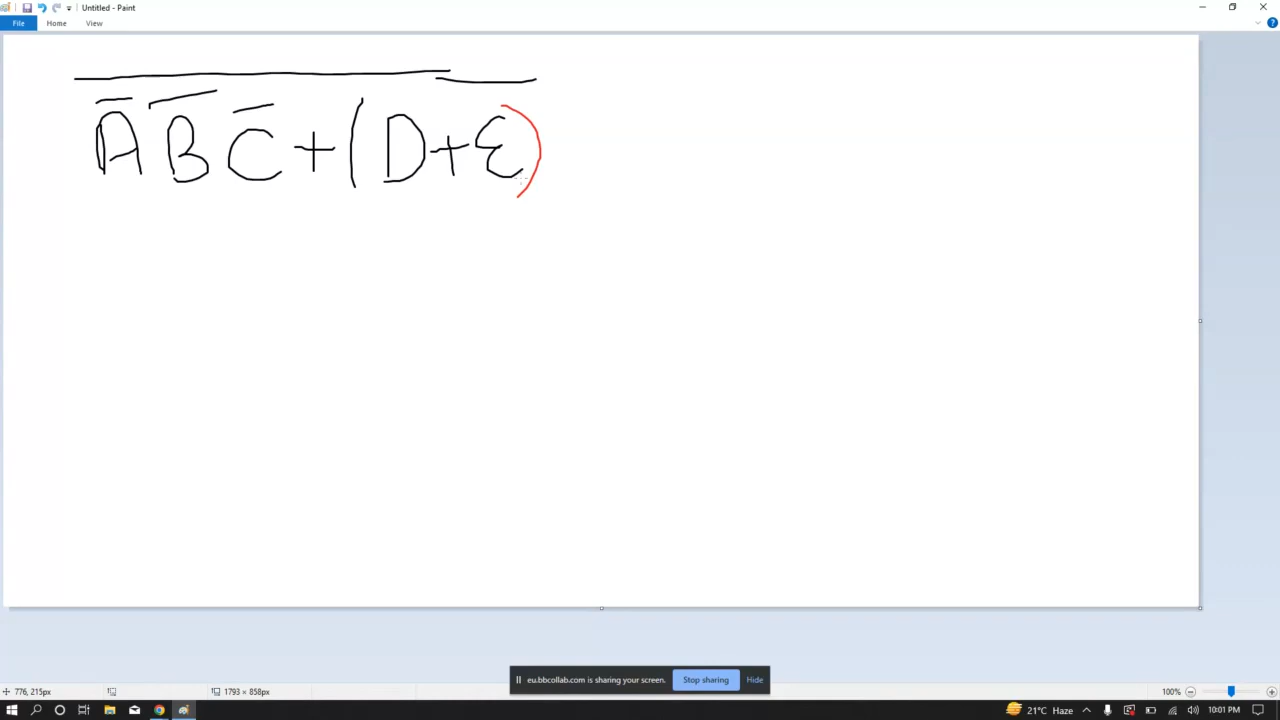 Untitled - Paint
File Home View
A̅ B̅ C̅ + (D+E)
eu.bbcollab.com is sharing your screen. Stop sharing Hide
776, 215px 1793 × 858px 100%
21°C Haze 10:01 PM